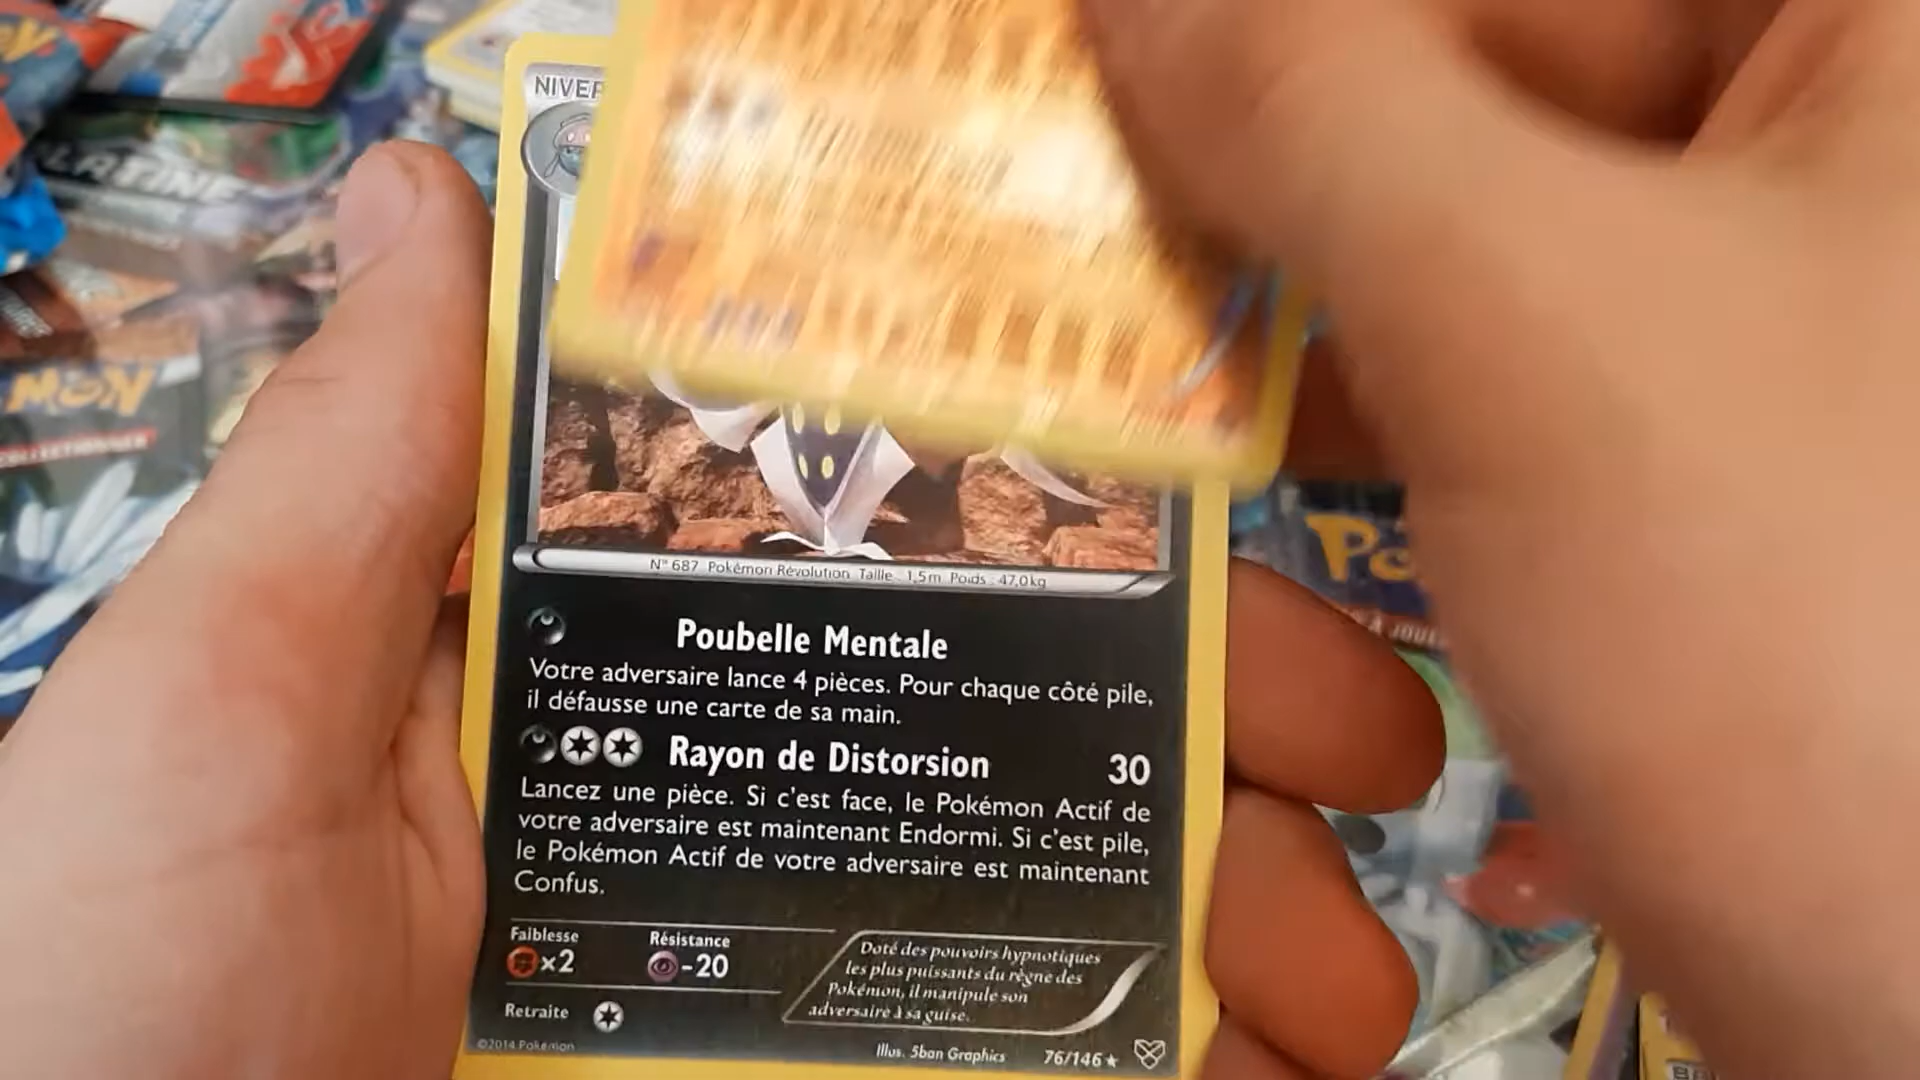 PLATINE
NIVE
MON
N° 687 Pokémon Révolution Taille : 1,5m Poids : 47,0kg
Poubelle Mentale
Votre adversaire lance 4 pièces. Pour chaque côté pile,
il défausse une carte de sa main.
Rayon de Distorsion 30
Lancez une pièce. Si c'est face, le Pokémon Actif de
votre adversaire est maintenant Endormi. Si c'est pile,
le Pokémon Actif de votre adversaire est maintenant
Confus.
Faiblesse Résistance
x2 -20
Retraite
Doté des pouvoirs hypnotiques
les plus puissants du règne des
Pokémon, il manipule son
adversaire à sa guise.
©2014 Pokémon
Illus. 5ban Graphics 76/146